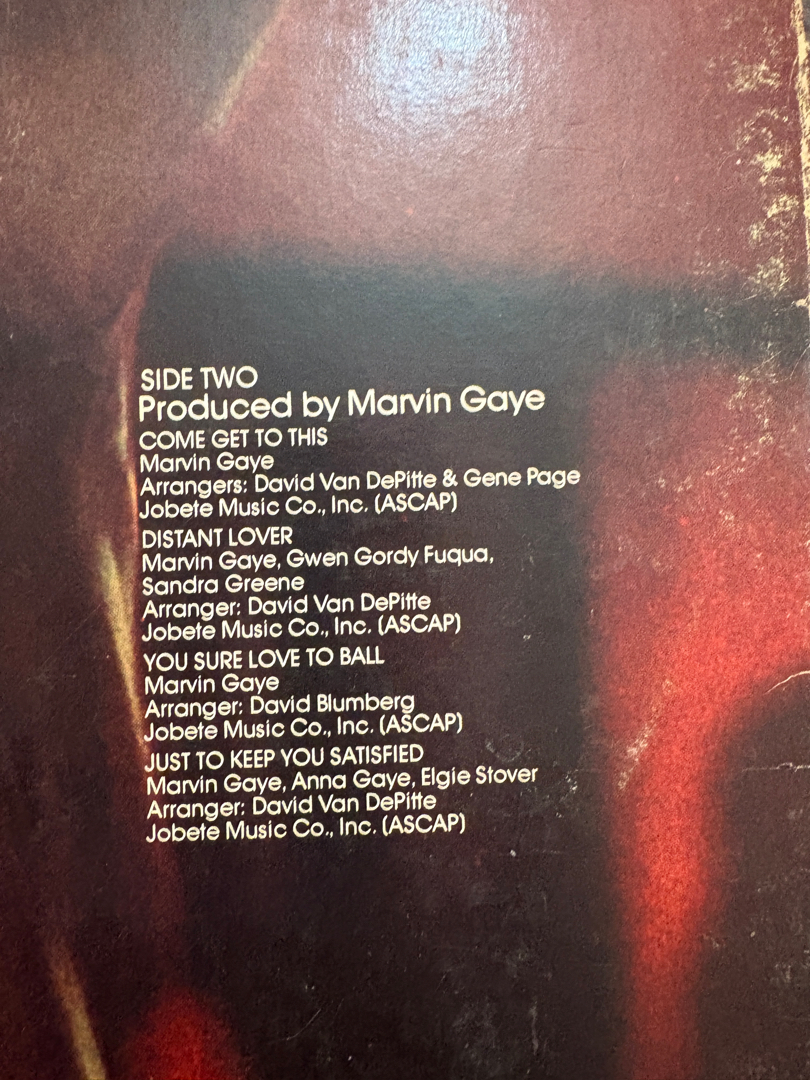 SIDE TWO
Produced by Marvin Gaye
COME GET TO THIS
Marvin Gaye
Arrangers: David Van DePitte & Gene Page
Jobete Music Co., Inc. (ASCAP)
DISTANT LOVER
Marvin Gaye, Gwen Gordy Fuqua,
Sandra Greene
Arranger: David Van DePitte
Jobete Music Co., Inc. (ASCAP)
YOU SURE LOVE TO BALL
Marvin Gaye
Arranger: David Blumberg
Jobete Music Co., Inc. (ASCAP)
JUST TO KEEP YOU SATISFIED
Marvin Gaye, Anna Gaye, Elgie Stover
Arranger: David Van DePitte
Jobete Music Co., Inc. (ASCAP)